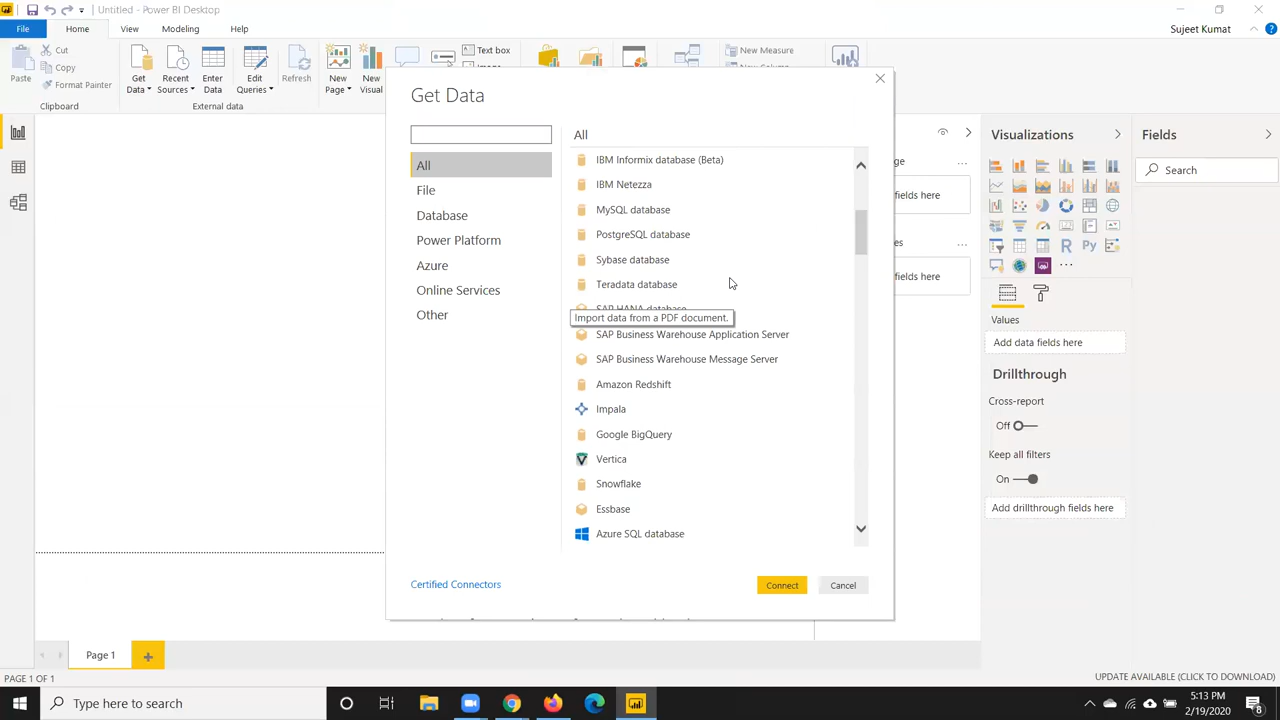 Untitled - Power BI Desktop
File
Home
View
Modeling
Help
Sujeet Kumat
Paste
Cut
Copy
Format Painter
Clipboard
Get
Data
Recent
Sources
Enter
Data
Edit
Queries
Refresh
External data
New
Page
New
Visual
Text box
New Measure
Get Data
All
File
Database
Power Platform
Azure
Online Services
Other
All
IBM Informix database (Beta)
IBM Netezza
MySQL database
PostgreSQL database
Sybase database
Teradata database
SAP HANA database
Import data from a PDF document.
SAP Business Warehouse Application Server
SAP Business Warehouse Message Server
Amazon Redshift
Impala
Google BigQuery
Vertica
Snowflake
Essbase
Azure SQL database
Certified Connectors
Connect
Cancel
fields here
fields here
Visualizations
R
Py
Values
Add data fields here
Drillthrough
Cross-report
Off
Keep all filters
On
Add drillthrough fields here
Fields
Search
Page 1
PAGE 1 OF 1
UPDATE AVAILABLE (CLICK TO DOWNLOAD)
Type here to search
5:13 PM
2/19/2020
8